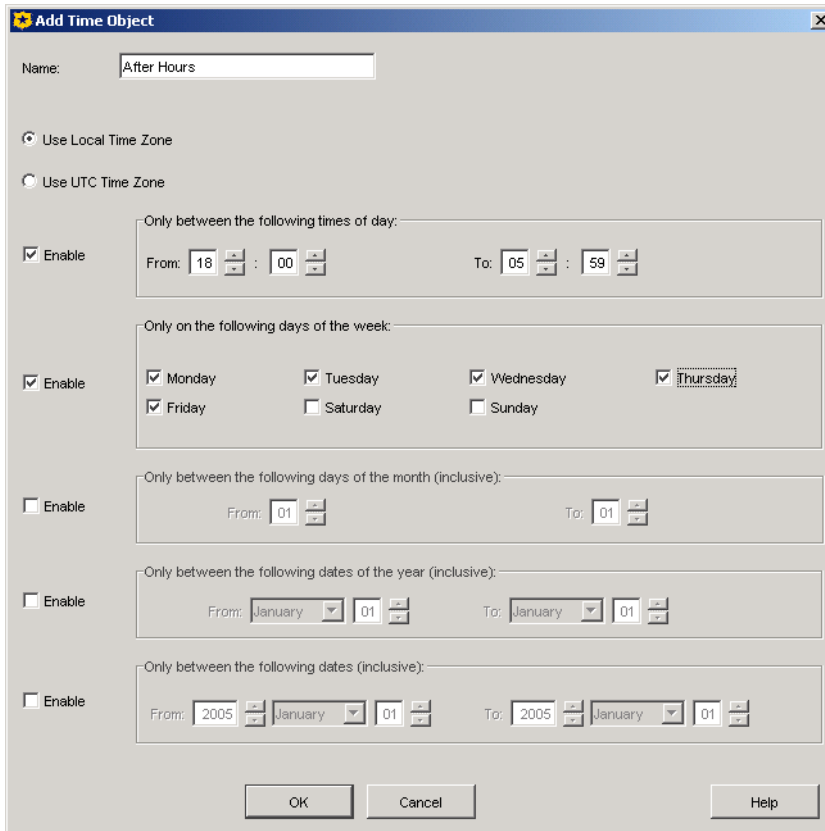 Add Time Object
Name: After Hours
Use Local Time Zone
Use UTC Time Zone
Only between the following times of day:
Enable From: 18 : 00 To: 05 : 59
Only on the following days of the week:
Enable
Monday Tuesday Wednesday Thursday
Friday Saturday Sunday
Only between the following days of the month (inclusive):
Enable From: 01 To: 01
Only between the following dates of the year (inclusive):
Enable From: January 01 To: January 01
Only between the following dates (inclusive):
Enable From: 2005 January 01 To: 2005 January 01
OK Cancel Help